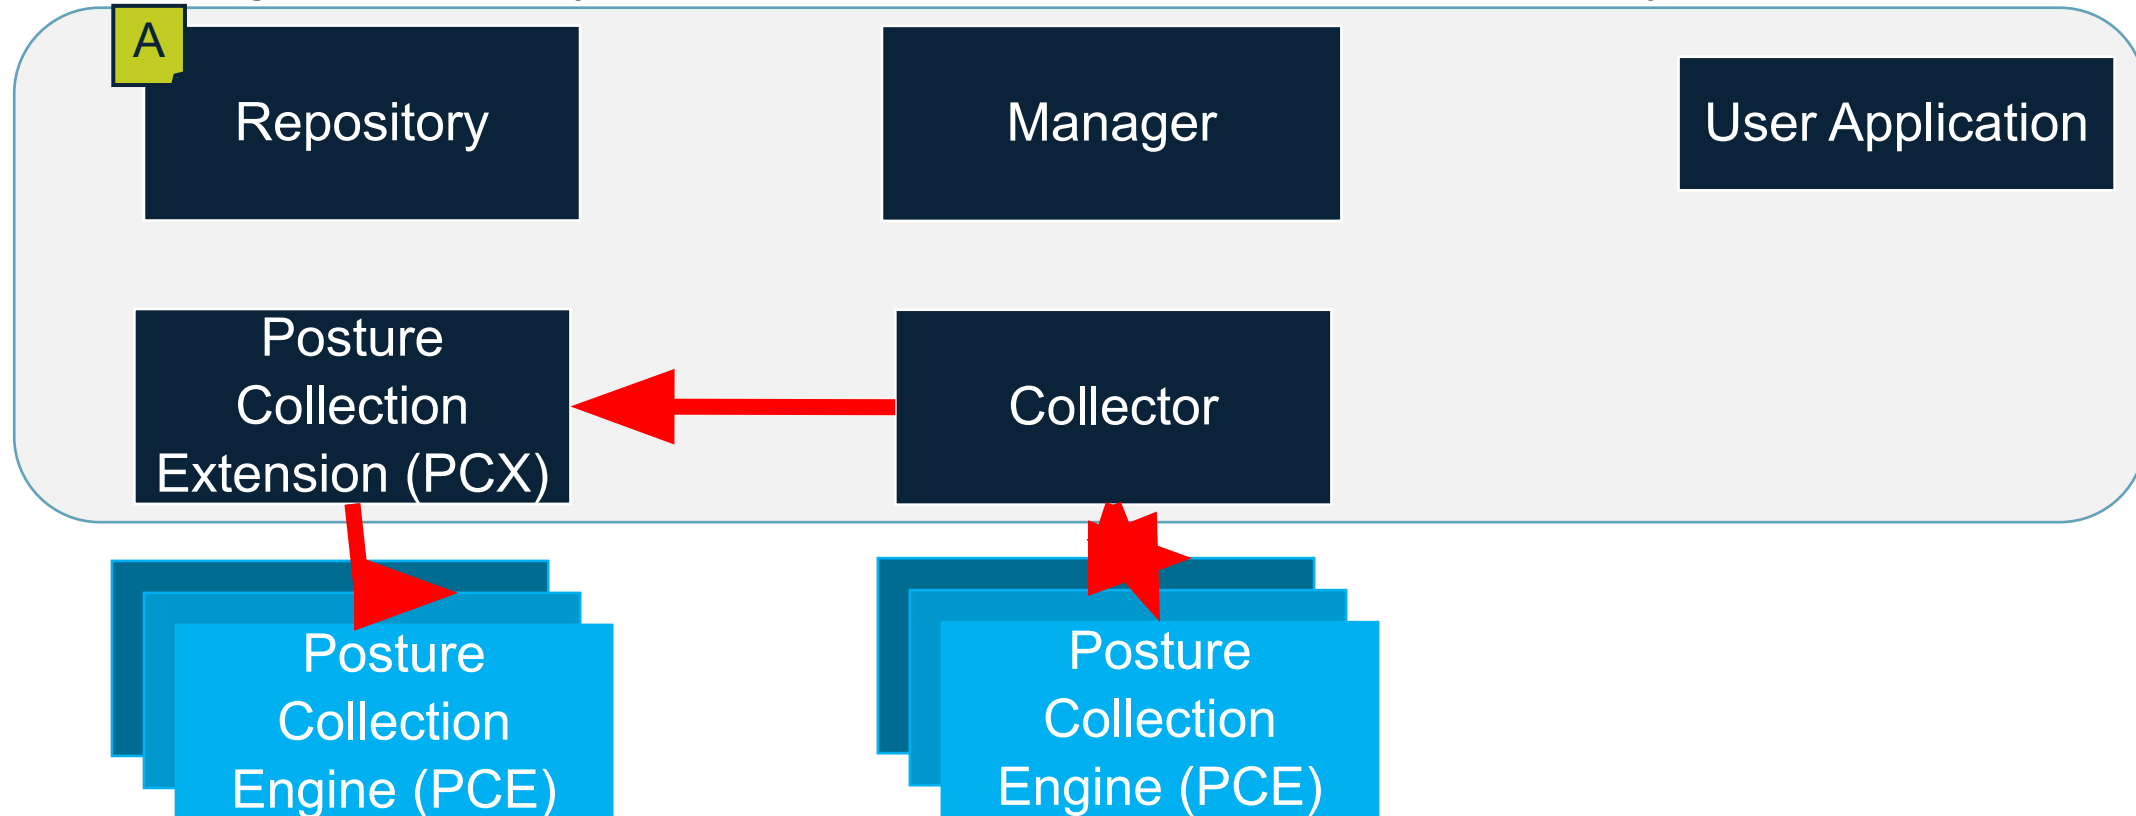 A
Repository
Manager
User Application
Posture
Collection
Extension (PCX)
Collector
Posture
Collection
Engine (PCE)
Posture
Collection
Engine (PCE)